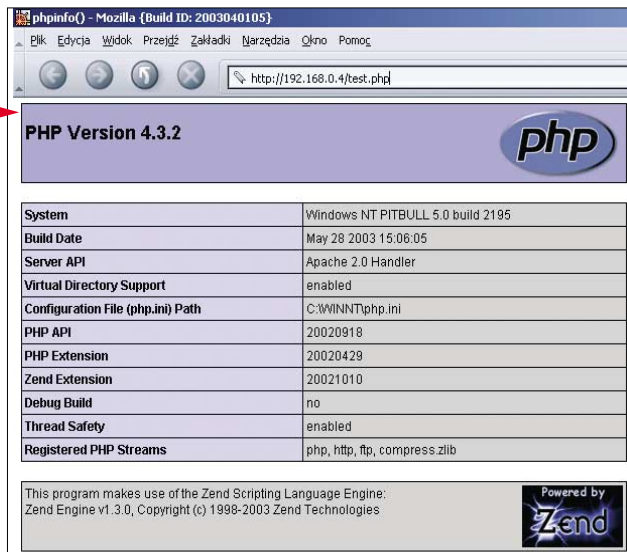 phpinfo() - Mozilla {Build ID: 2003040105}
Plik Edycja Widok Przejdź Zakładki Narzędzia Okno Pomoc
http://192.168.0.4/test.php
PHP Version 4.3.2
php
System Windows NT PITBULL 5.0 build 2195
Build Date May 28 2003 15:06:05
Server API Apache 2.0 Handler
Virtual Directory Support enabled
Configuration File (php.ini) Path C:\WINNT\php.ini
PHP API 20020918
PHP Extension 20020429
Zend Extension 20021010
Debug Build no
Thread Safety enabled
Registered PHP Streams php, http, ftp, compress.zlib
This program makes use of the Zend Scripting Language Engine:
Zend Engine v1.3.0, Copyright (c) 1998-2003 Zend Technologies
Powered by
Zend